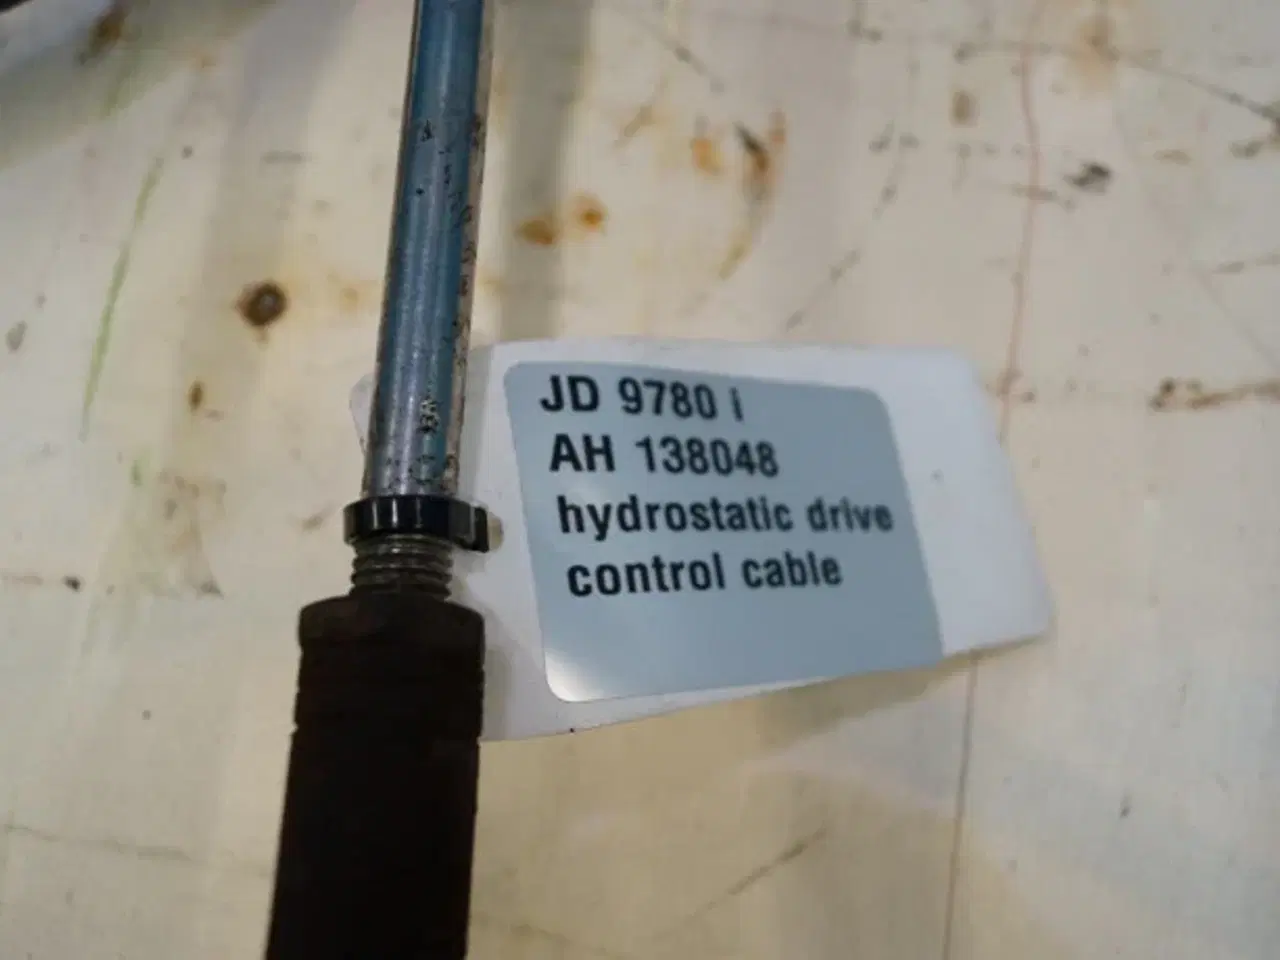 JD 9780 i
AH 138048
hydrostatic drive
control cable